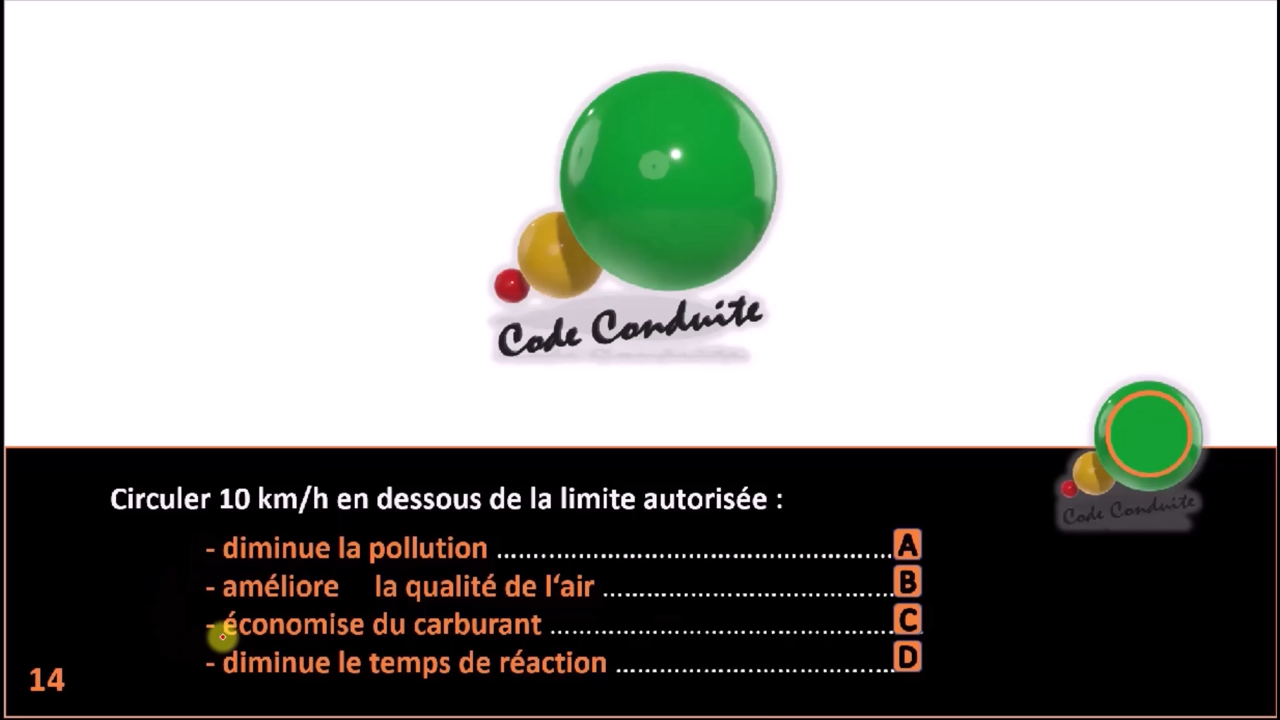 Code Conduite
Code Conduite
Circuler 10 km/h en dessous de la limite autorisée :
- diminue la pollution ................................................................ A
- améliore la qualité de l‘air ................................................ B
- économise du carburant ........................................................ C
- diminue le temps de réaction ............................................... D
14